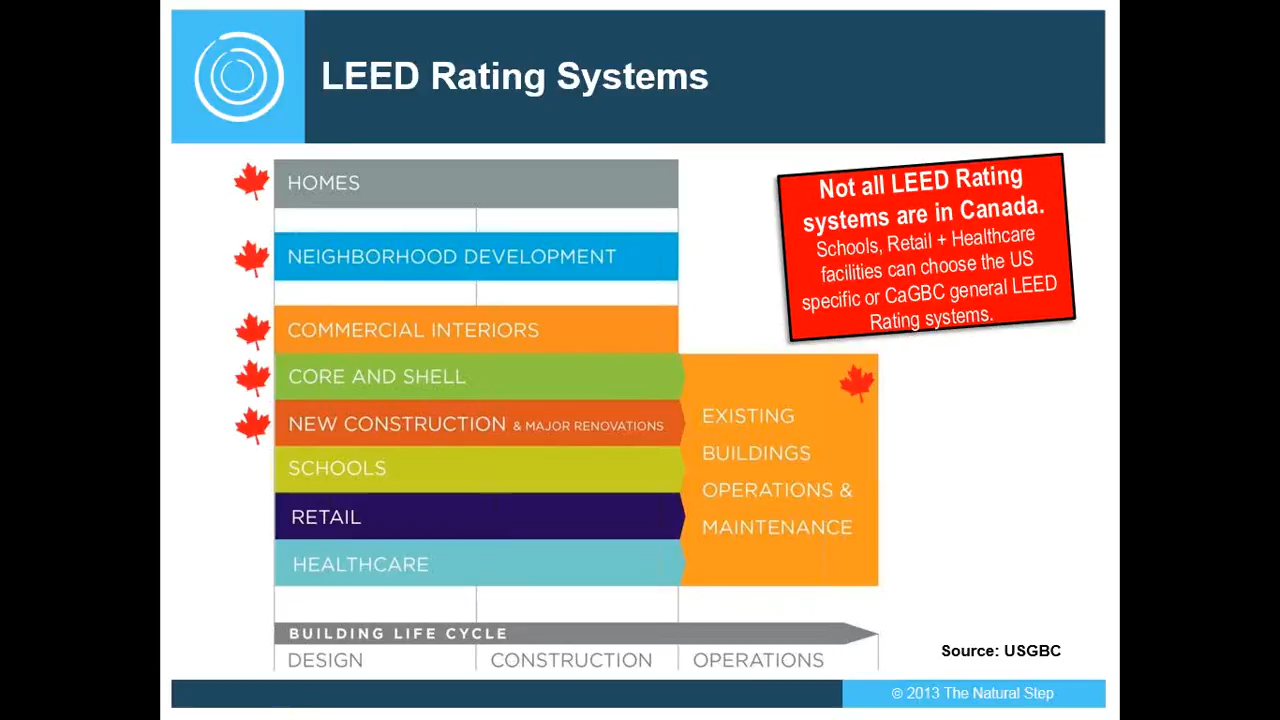 LEED Rating Systems
HOMES
NEIGHBORHOOD DEVELOPMENT
COMMERCIAL INTERIORS
CORE AND SHELL
NEW CONSTRUCTION & MAJOR RENOVATIONS
SCHOOLS
RETAIL
HEALTHCARE
Not all LEED Rating
systems are in Canada.
Schools, Retail + Healthcare
facilities can choose the US
specific or CaGBC general LEED
Rating systems.
EXISTING
BUILDINGS
OPERATIONS &
MAINTENANCE
BUILDING LIFE CYCLE
DESIGN
CONSTRUCTION
OPERATIONS
Source: USGBC
© 2013 The Natural Step